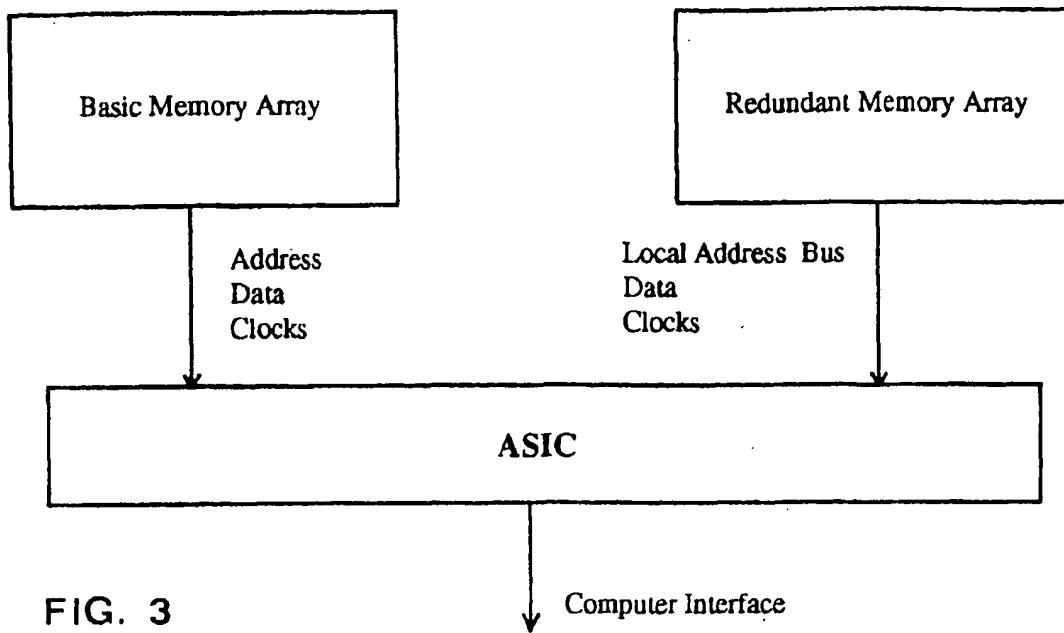 Basic Memory Array
Redundant Memory Array
Address
Data
Clocks
Local Address Bus
Data
Clocks
ASIC
Computer Interface
FIG. 3